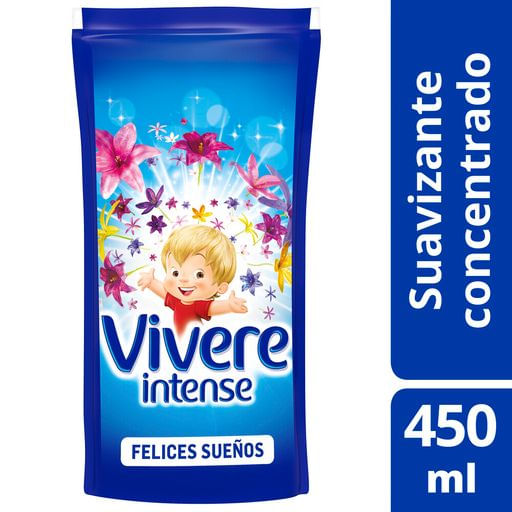 Vivere
intense
FELICES SUEÑOS
Suavizante
concentrado
450
ml